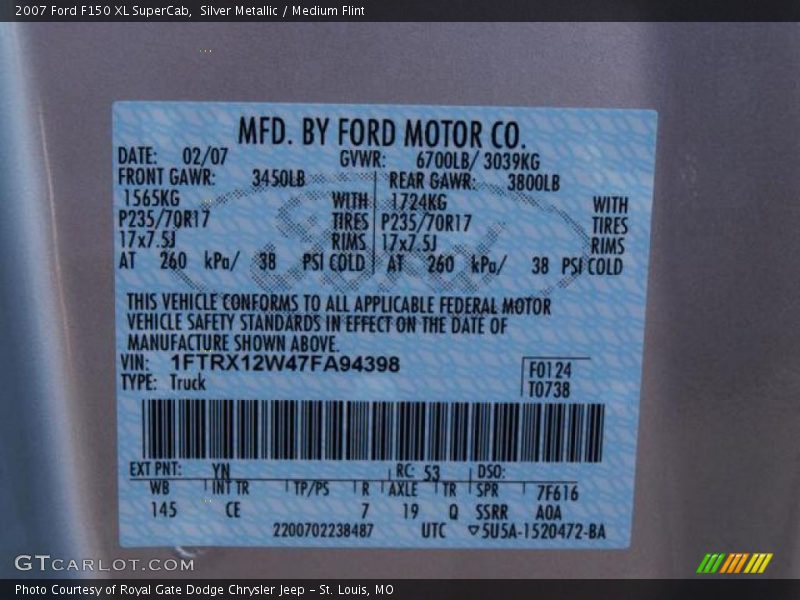 2007 Ford F150 XL SuperCab,  Silver Metallic / Medium Flint
MFD. BY FORD MOTOR CO.
DATE: 02/07 GVWR: 6700LB/ 3039KG
FRONT GAWR: 3450LB REAR GAWR: 3800LB
1565KG WITH 1724KG WITH
P235/70R17 TIRES P235/70R17 TIRES
17x7.5J RIMS 17x7.5J RIMS
AT 260 kPa/ 38 PSI COLD AT 260 kPa/ 38 PSI COLD
THIS VEHICLE CONFORMS TO ALL APPLICABLE FEDERAL MOTOR
VEHICLE SAFETY STANDARDS IN EFFECT ON THE DATE OF
MANUFACTURE SHOWN ABOVE.
VIN: 1FTRX12W47FA94398 F0124
TYPE: Truck T0738
EXT PNT: YN RC: 53 DSO:
WB INT TR TP/PS R AXLE TR SPR 7F616
145 CE 7 19 Q SSRR A0A
2200702238487 UTC ▽5U5A-1520472-BA
GTCARLOT.COM
Photo Courtesy of Royal Gate Dodge Chrysler Jeep – St. Louis, MO